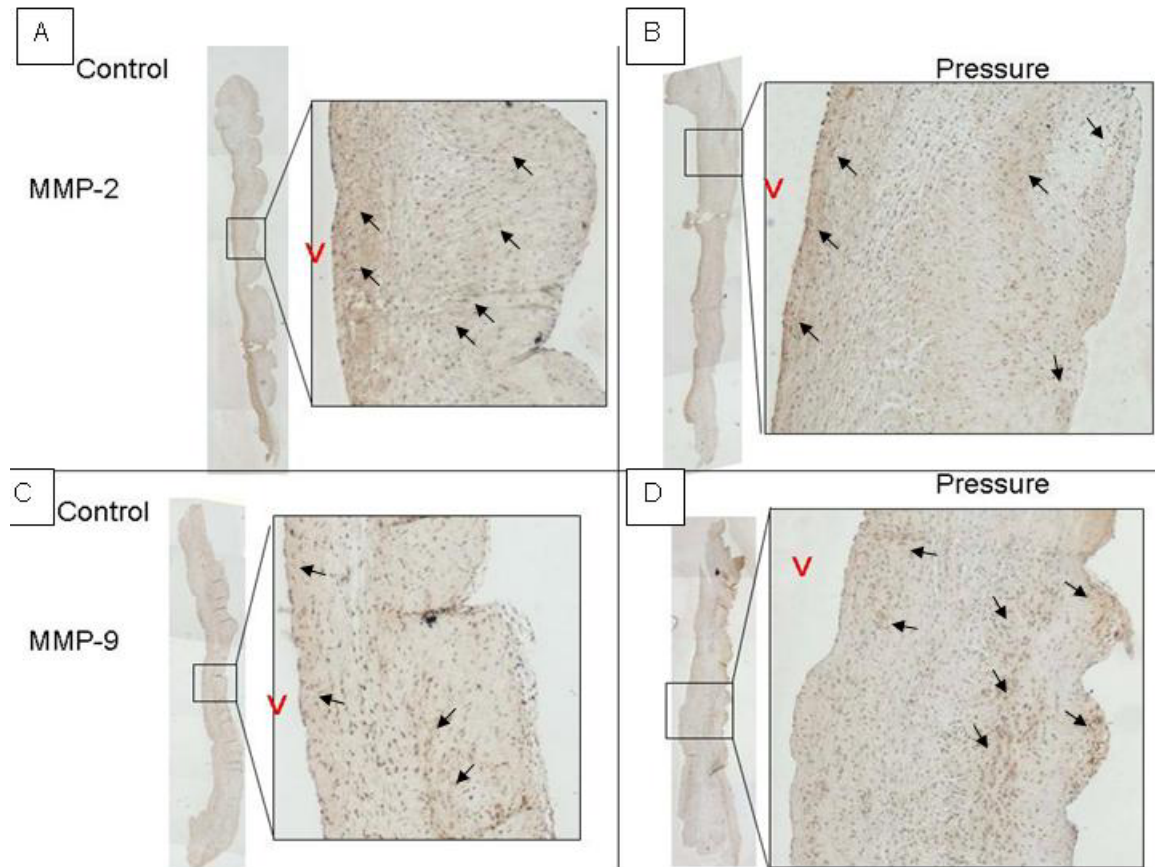 A
Control
MMP-2
V
B
Pressure
V
C
Control
MMP-9
V
D
Pressure
V